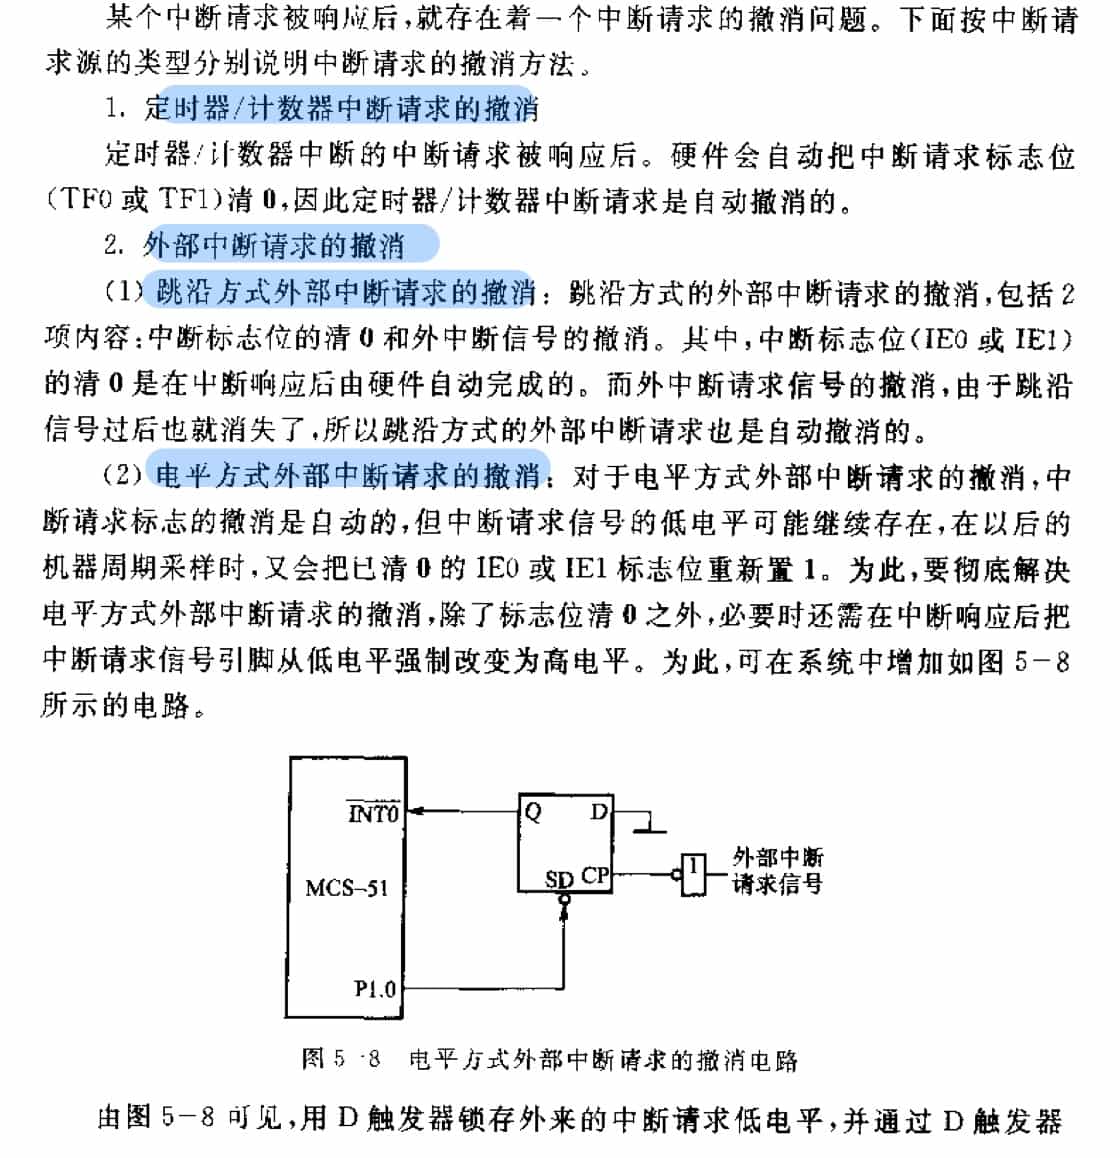 某个中断请求被响应后,就存在着一个中断请求的撤消问题。下面按中断请
求源的类型分别说明中断请求的撤消方法。
1. 定时器/计数器中断请求的撤消
定时器/计数器中断的中断请求被响应后。硬件会自动把中断请求标志位
(TF0 或 TF1)清 0,因此定时器/计数器中断请求是自动撤消的。
2. 外部中断请求的撤消
(1) 跳沿方式外部中断请求的撤消: 跳沿方式的外部中断请求的撤消,包括 2
项内容:中断标志位的清 0 和外中断信号的撤消。其中,中断标志位(IE0 或 IE1)
的清 0 是在中断响应后由硬件自动完成的。而外中断请求信号的撤消,由于跳沿
信号过后也就消失了,所以跳沿方式的外部中断请求也是自动撤消的。
(2) 电平方式外部中断请求的撤消: 对于电平方式外部中断请求的撤消,中
断请求标志的撤消是自动的,但中断请求信号的低电平可能继续存在,在以后的
机器周期采样时,又会把已清 0 的 IE0 或 IE1 标志位重新置 1。为此,要彻底解决
电平方式外部中断请求的撤消,除了标志位清 0 之外,必要时还需在中断响应后把
中断请求信号引脚从低电平强制改变为高电平。为此,可在系统中增加如图 5-8
所示的电路。
INT0
Q D
SD CP
1
外部中断
请求信号
MCS-51
P1.0
图 5-8 电平方式外部中断请求的撤消电路
由图 5-8 可见,用 D 触发器锁存外来的中断请求低电平,并通过 D 触发器